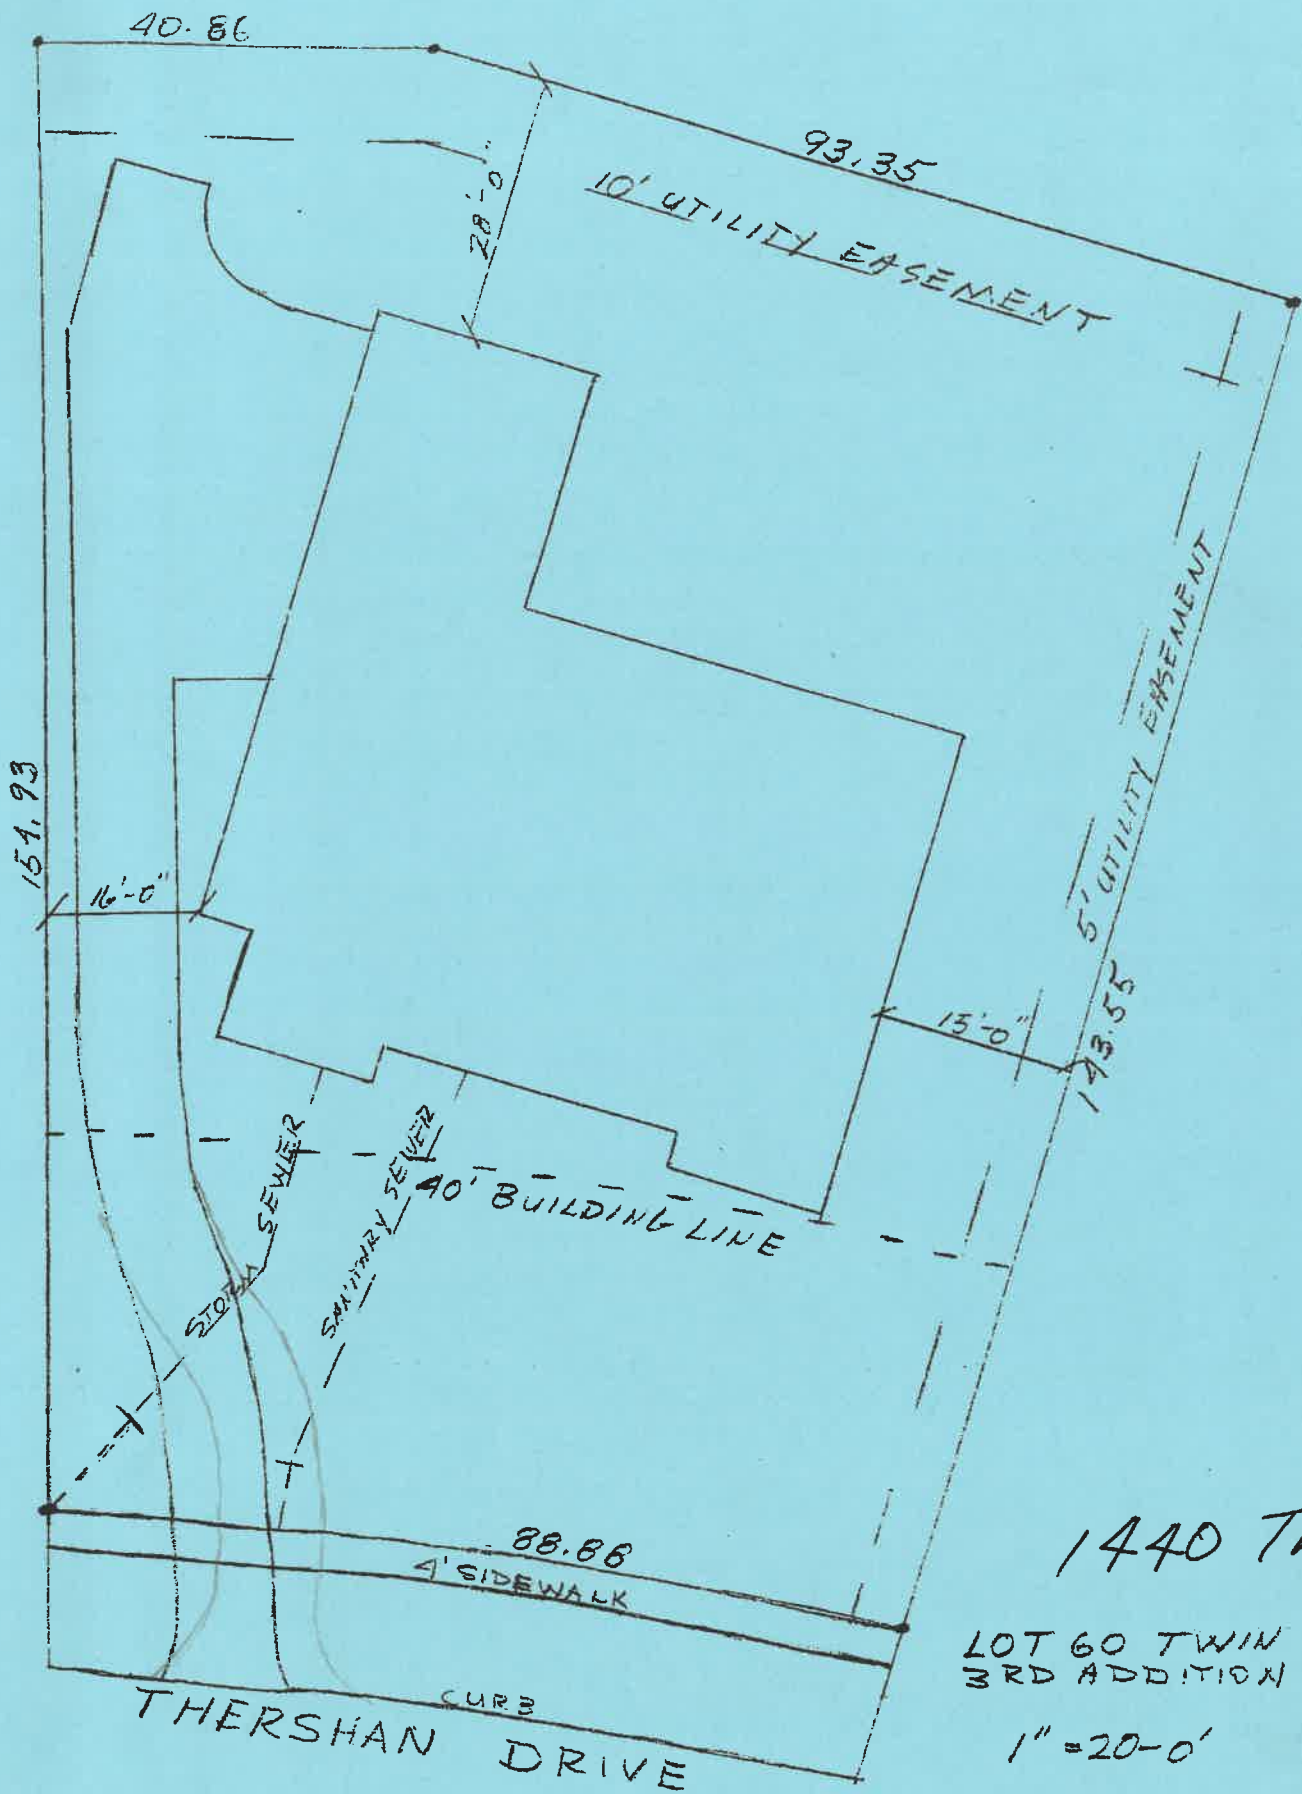 40.86
93.35
10' UTILITY EASEMENT
28'-0"
151.93
16'-0"
5' UTILITY EASEMENT
15'-0"
143.55
STORM SEWER
SANITARY SEWER
40' BUILDING LINE
88.88
4' SIDEWALK
CURB
THERSHAN DRIVE
1440
LOT 60 TWIN
3RD ADDITION
1" = 20-0'